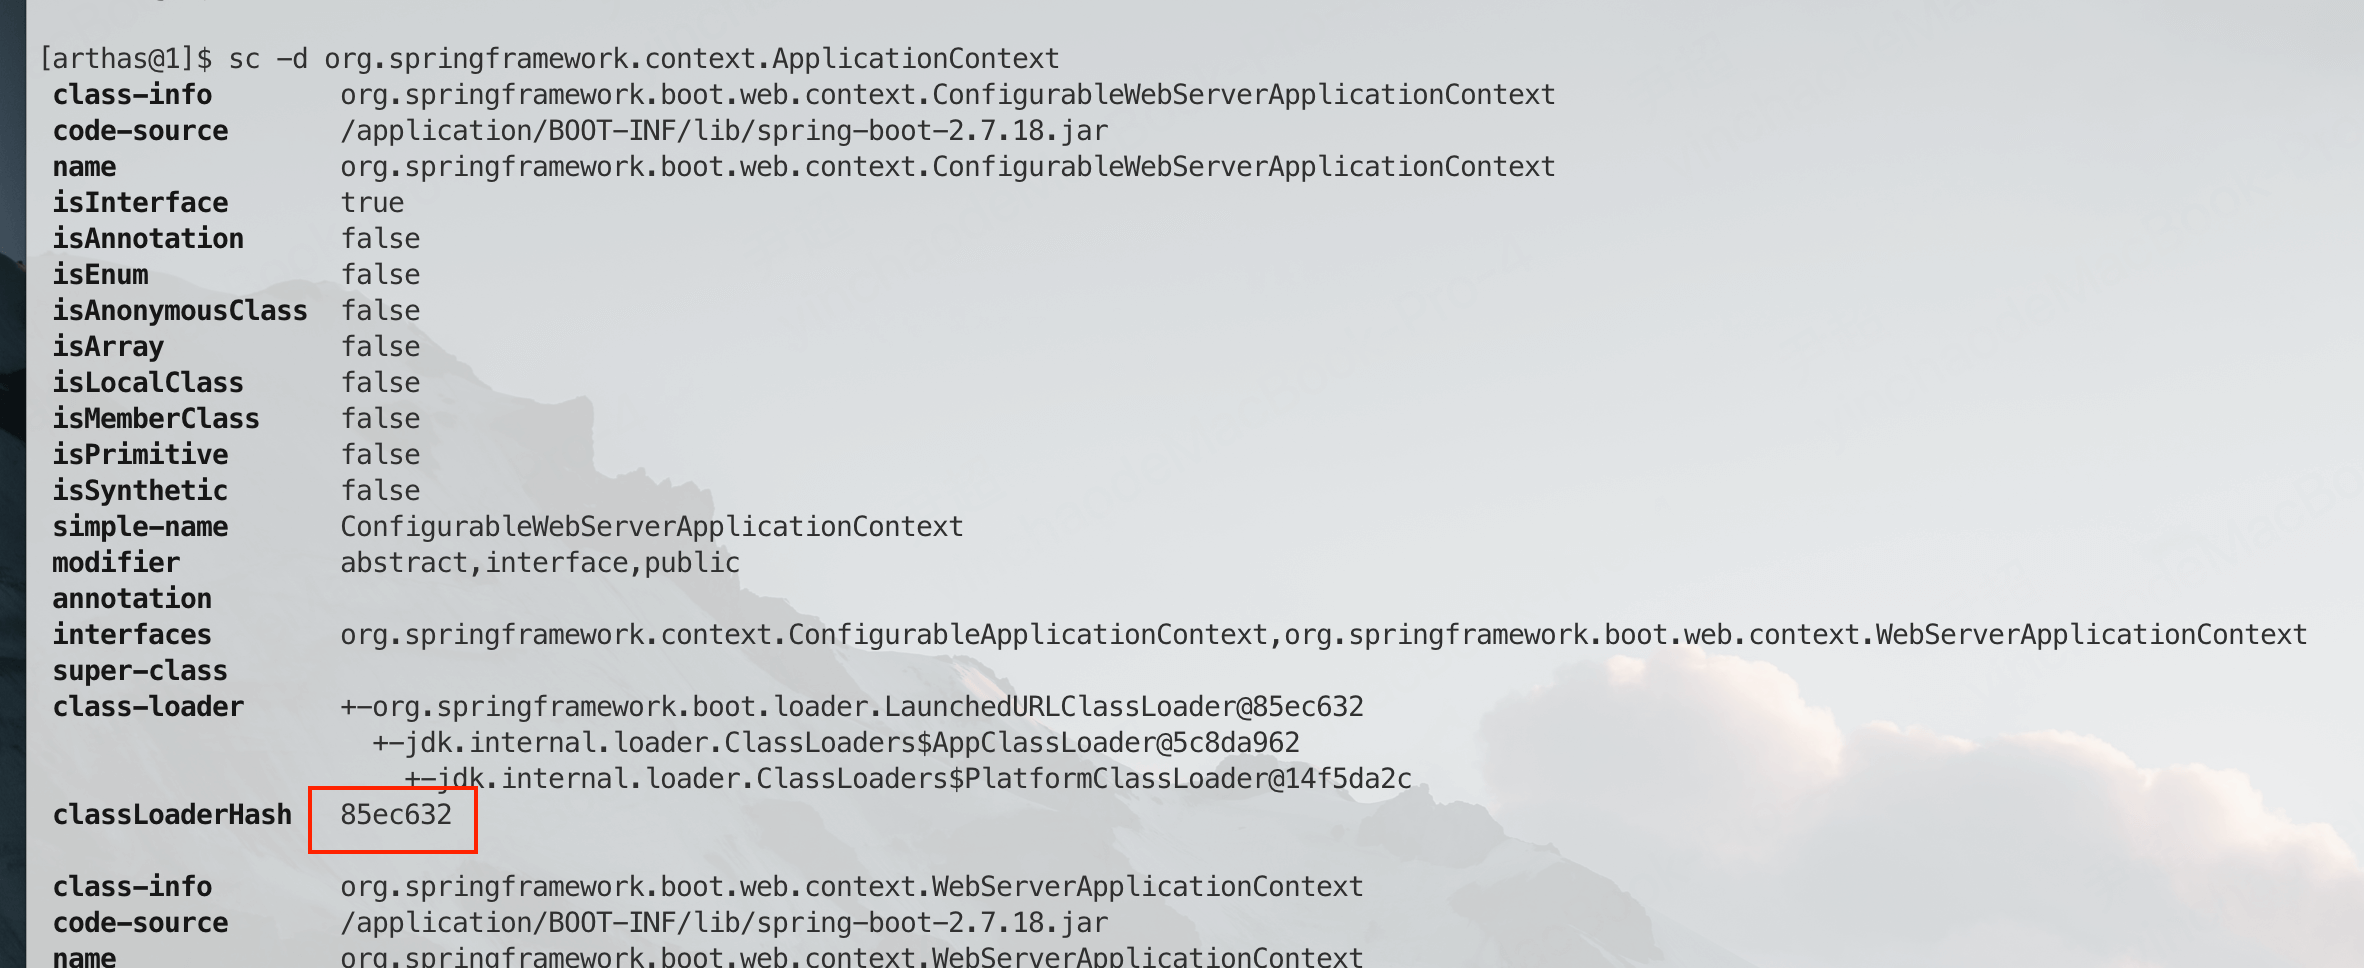 [arthas@1]$ sc -d org.springframework.context.ApplicationContext
class-info org.springframework.boot.web.context.ConfigurableWebServerApplicationContext
code-source /application/BOOT-INF/lib/spring-boot-2.7.18.jar
name org.springframework.boot.web.context.ConfigurableWebServerApplicationContext
isInterface true
isAnnotation false
isEnum false
isAnonymousClass false
isArray false
isLocalClass false
isMemberClass false
isPrimitive false
isSynthetic false
simple-name ConfigurableWebServerApplicationContext
modifier abstract,interface,public
annotation
interfaces org.springframework.context.ConfigurableApplicationContext,org.springframework.boot.web.context.WebServerApplicationContext
super-class
class-loader +-org.springframework.boot.loader.LaunchedURLClassLoader@85ec632
+-jdk.internal.loader.ClassLoaders$AppClassLoader@5c8da962
+-jdk.internal.loader.ClassLoaders$PlatformClassLoader@14f5da2c
classLoaderHash 85ec632
class-info org.springframework.boot.web.context.WebServerApplicationContext
code-source /application/BOOT-INF/lib/spring-boot-2.7.18.jar
name org.springframework.boot.web.context.WebServerApplicationContext